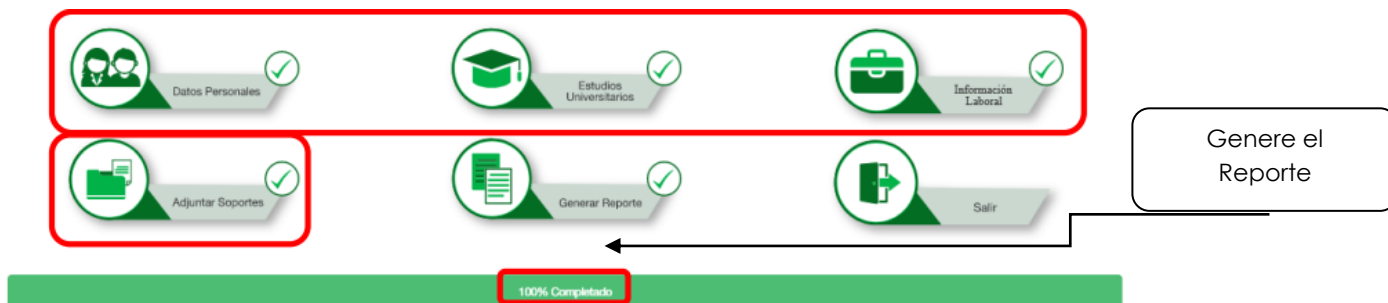 Datos Personales
Estudios
Universitarios
Información
Laboral
Adjuntar Soportes
Generar Reporte
Salir
Genere el
Reporte
100% Completado